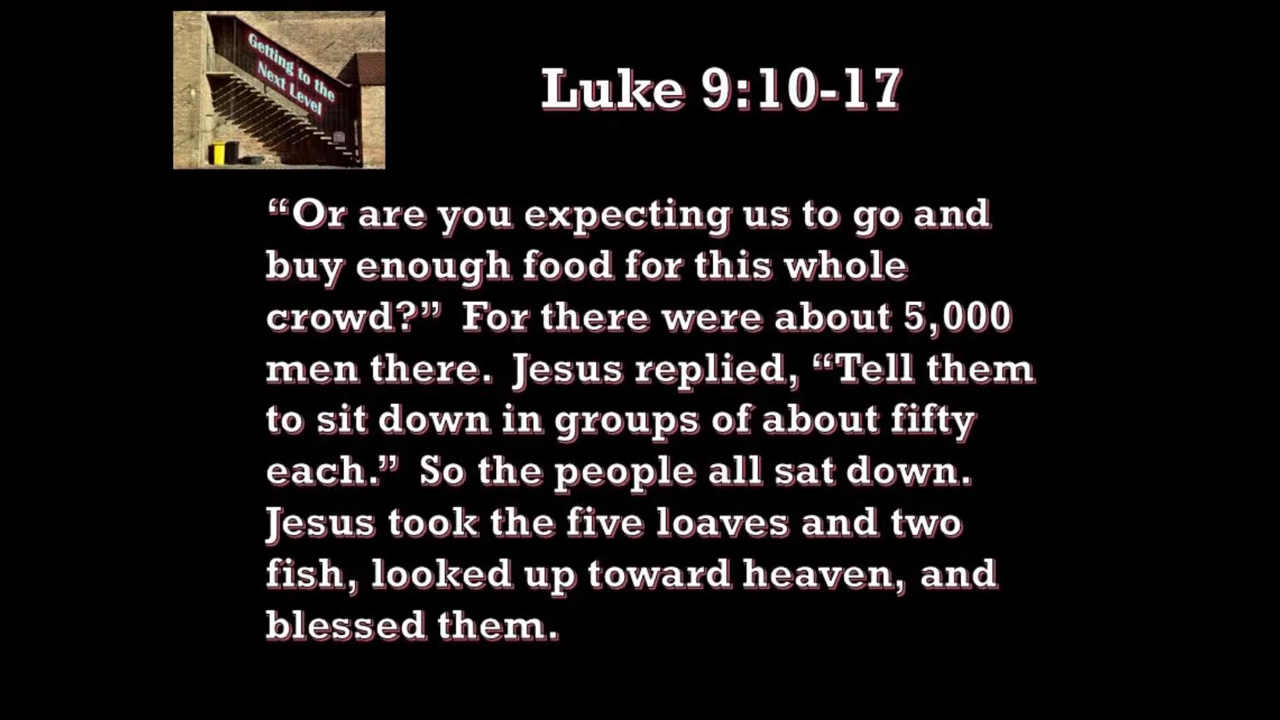 Getting to the
Next Level
Luke 9:10-17
“Or are you expecting us to go and
buy enough food for this whole
crowd?” For there were about 5,000
men there. Jesus replied, “Tell them
to sit down in groups of about fifty
each.” So the people all sat down.
Jesus took the five loaves and two
fish, looked up toward heaven, and
blessed them.